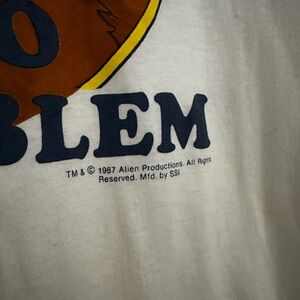 O
BLEM
TM & © 1987 Alien Productions. All Rights
Reserved. Mfd. by SSI